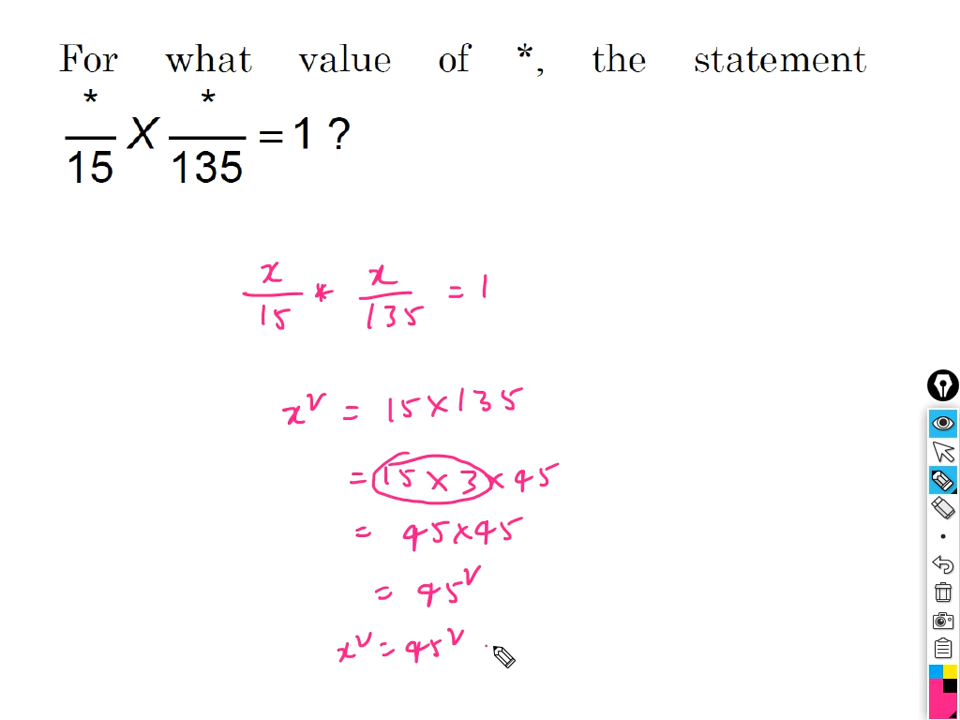 For what value of *, the statement
* / 15 X * / 135 = 1 ?
x / 15 * x / 135 = 1
x² = 15 × 135
= 15 × 3 × 45
= 45 × 45
= 45²
x² = 45²